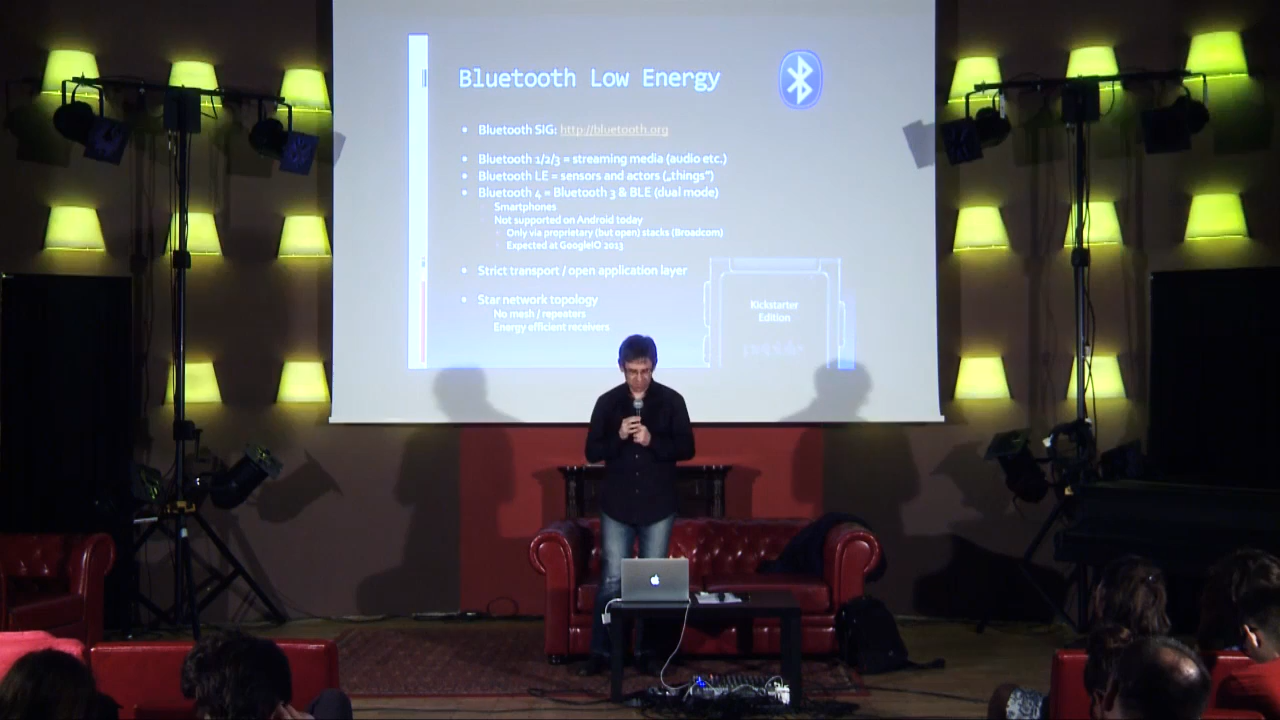 Bluetooth Low Energy
• Bluetooth SIG: http://bluetooth.org
• Bluetooth 1/2/3 = streaming media (audio etc.)
• Bluetooth LE = sensors and actors („things")
• Bluetooth 4 = Bluetooth 3 & BLE (dual mode)
Smartphones
Not supported on Android today
Only via proprietary (but open) stacks (Broadcom)
Expected at GoogleIO 2013
• Strict transport / open application layer
• Star network topology
No mesh / repeaters
Energy efficient receivers
Kickstarter
Edition